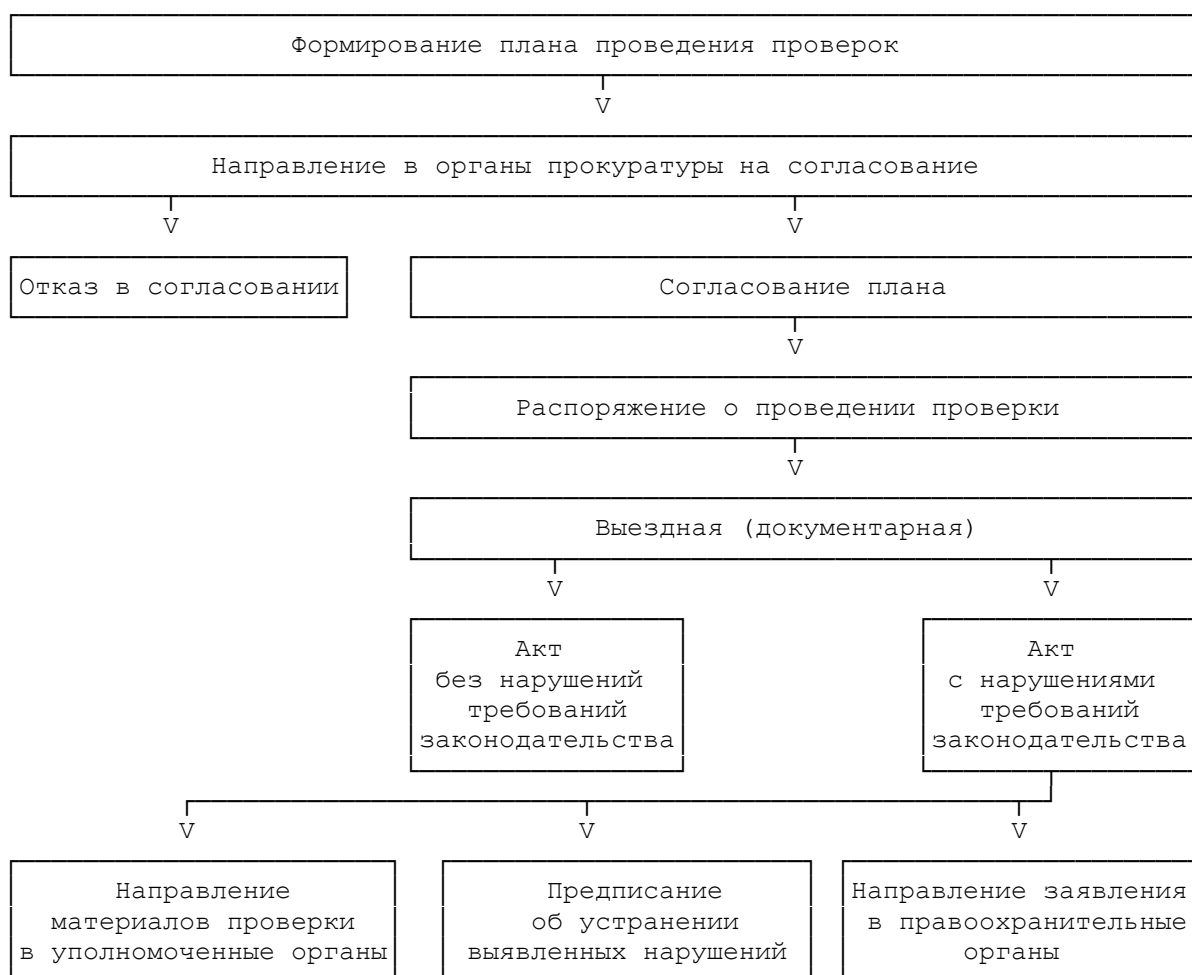 Формирование плана проведения проверок
V
Направление в органы прокуратуры на согласование
V V
Отказ в согласовании Согласование плана
V
Распоряжение о проведении проверки
V
Выездная (документарная)
V V
Акт Акт
без нарушений с нарушениями
требований требований
законодательства законодательства
V V V
Направление Предписание Направление заявления
материалов проверки об устранении в правоохранительные
в уполномоченные органы выявленных нарушений органы